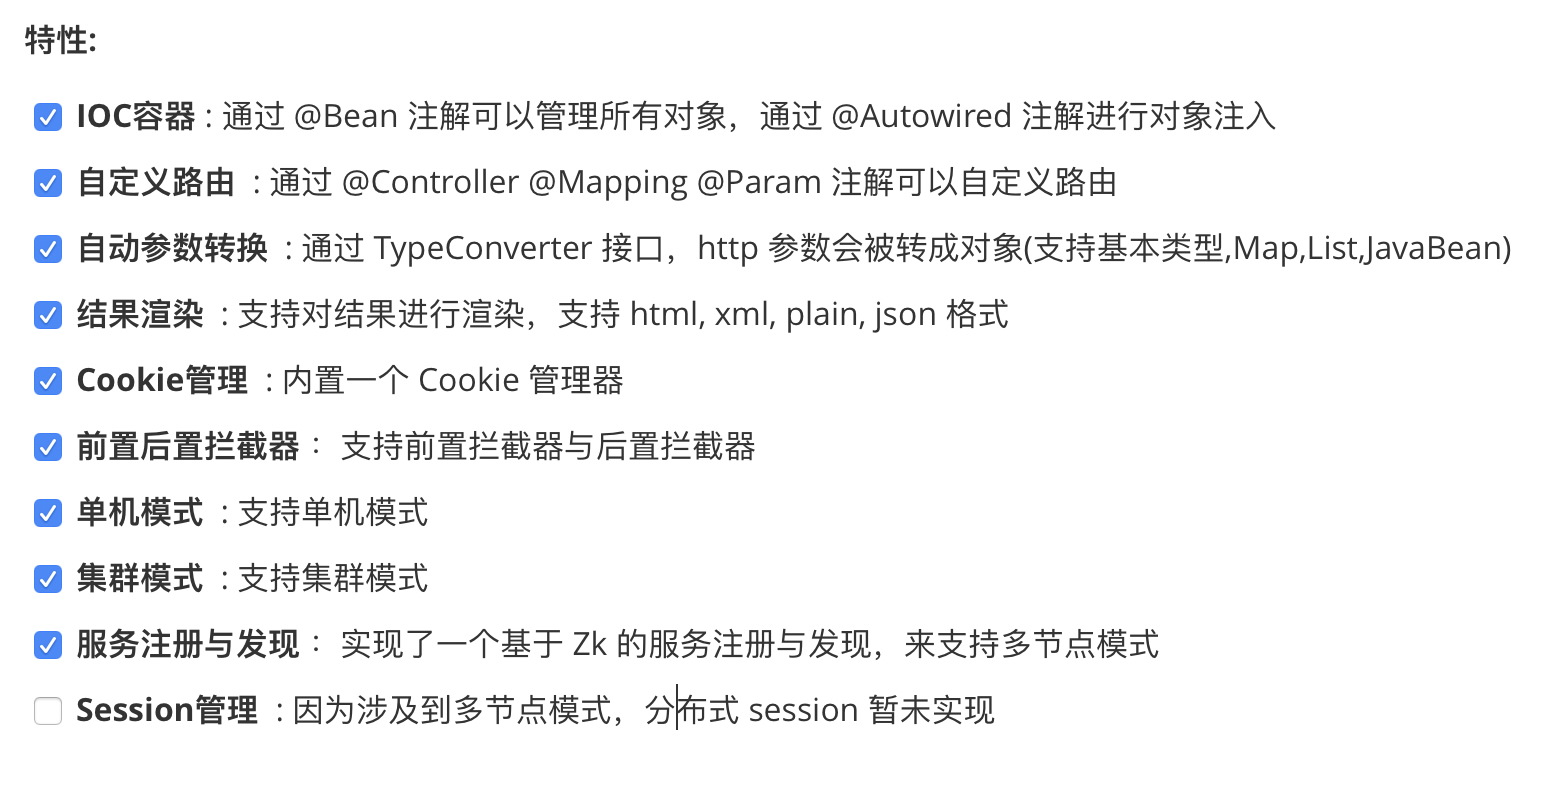 特性:
IOC容器 : 通过 @Bean 注解可以管理所有对象，通过 @Autowired 注解进行对象注入
自定义路由 : 通过 @Controller @Mapping @Param 注解可以自定义路由
自动参数转换 : 通过 TypeConverter 接口，http 参数会被转成对象(支持基本类型,Map,List,JavaBean)
结果渲染 : 支持对结果进行渲染，支持 html, xml, plain, json 格式
Cookie管理 : 内置一个 Cookie 管理器
前置后置拦截器 ： 支持前置拦截器与后置拦截器
单机模式 : 支持单机模式
集群模式 : 支持集群模式
服务注册与发现 ： 实现了一个基于 Zk 的服务注册与发现，来支持多节点模式
Session管理 : 因为涉及到多节点模式，分布式 session 暂未实现